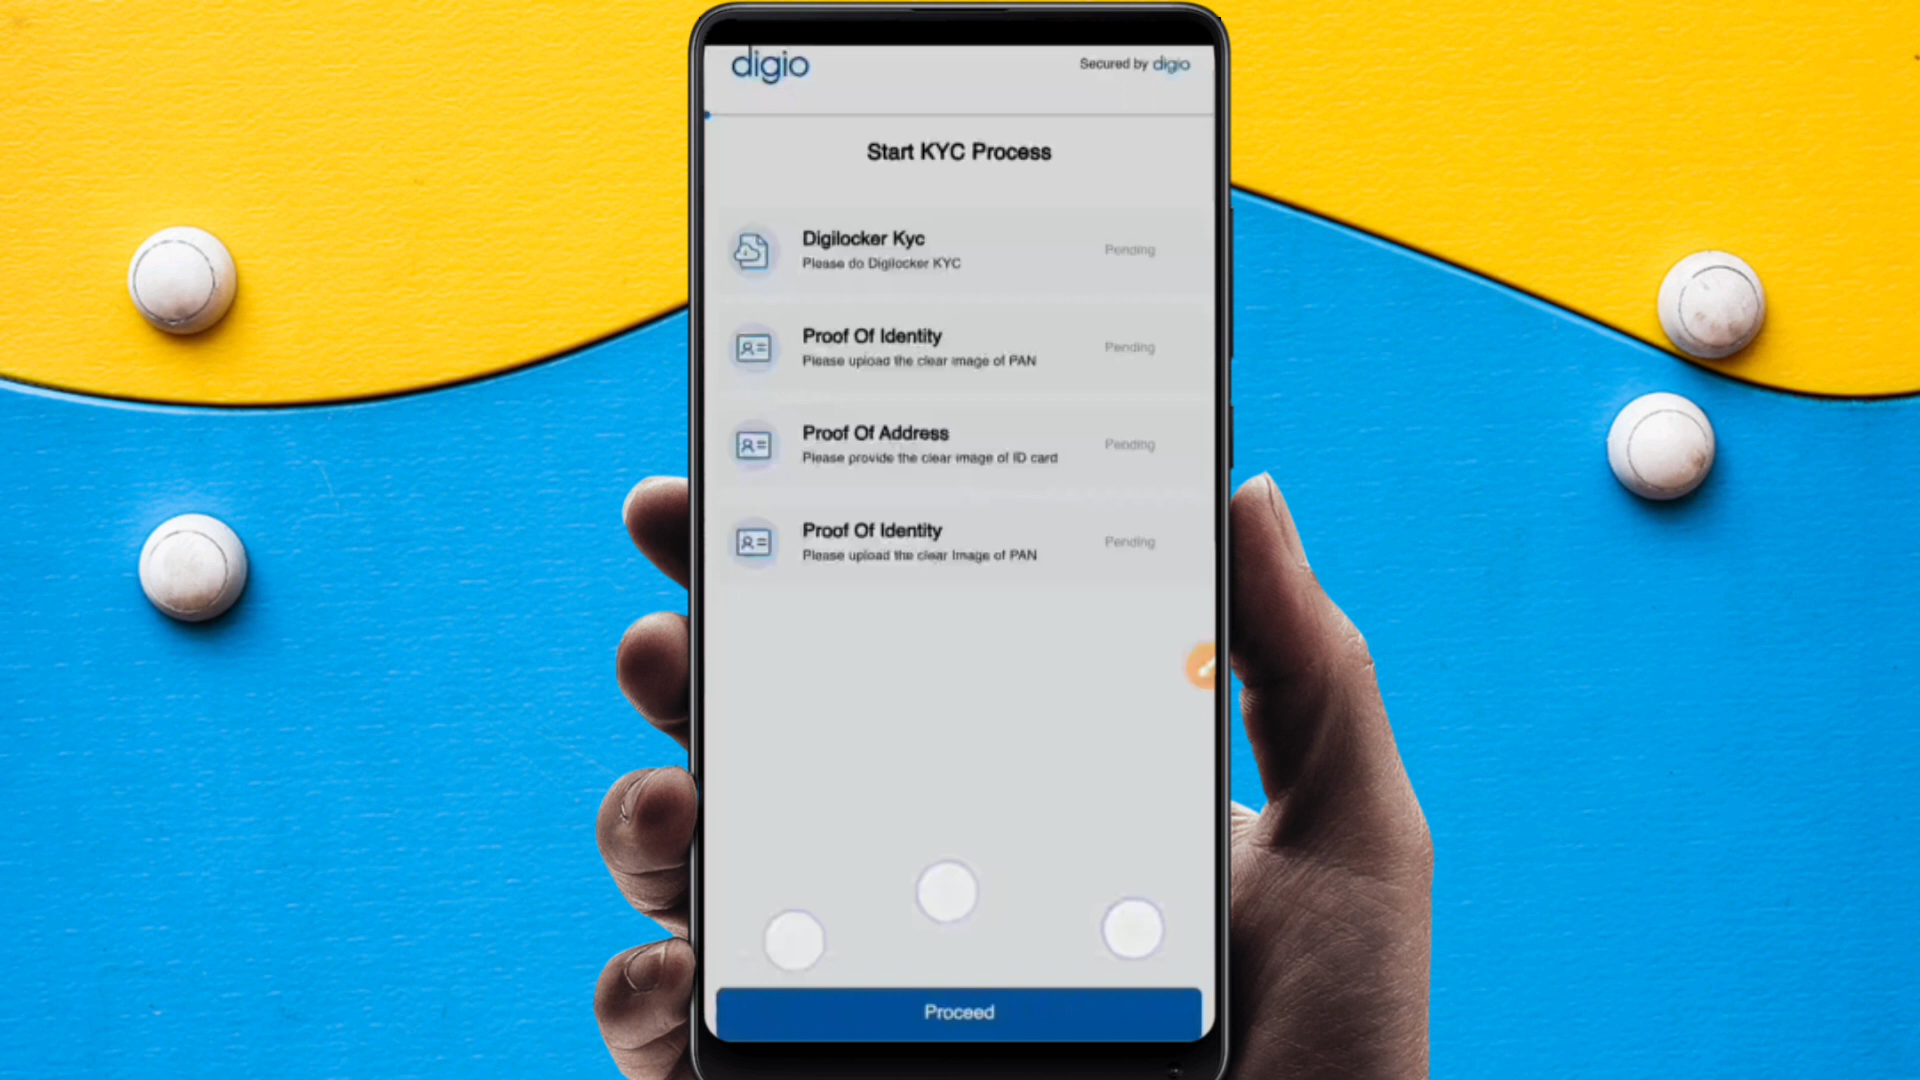 digio
Secured by digio
Start KYC Process
Digilocker Kyc
Please do Digilocker KYC
Pending
Proof Of Identity
Please upload the clear image of PAN
Pending
Proof Of Address
Please provide the clear image of ID card
Pending
Proof Of Identity
Please upload the clear Image of PAN
Pending
Proceed